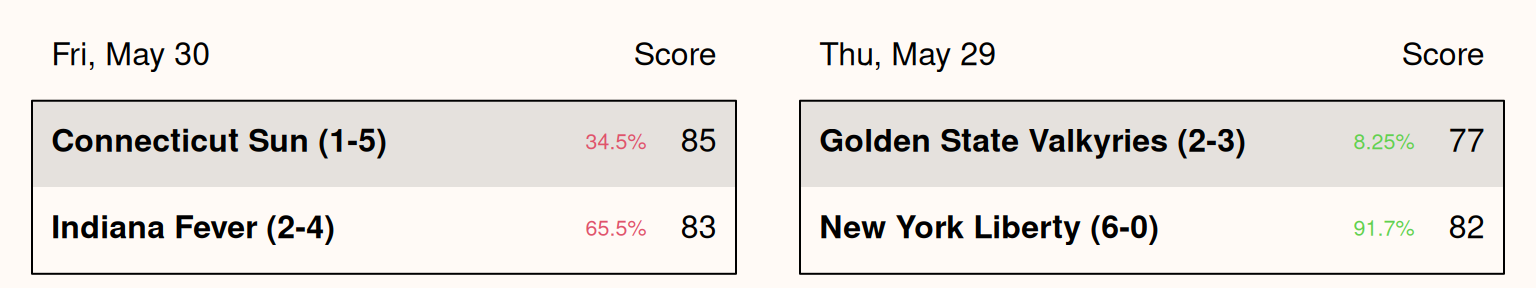 Fri, May 30 Score
Connecticut Sun (1-5) 34.5% 85
Indiana Fever (2-4) 65.5% 83
Thu, May 29 Score
Golden State Valkyries (2-3) 8.25% 77
New York Liberty (6-0) 91.7% 82